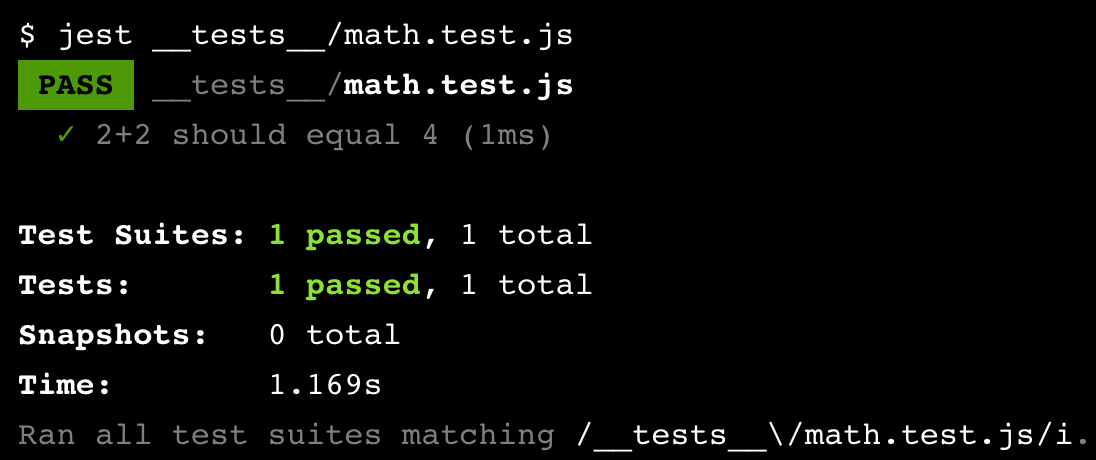 $ jest __tests__/math.test.js
PASS __tests__/math.test.js
✓ 2+2 should equal 4 (1ms)
Test Suites: 1 passed, 1 total
Tests: 1 passed, 1 total
Snapshots: 0 total
Time: 1.169s
Ran all test suites matching /__tests__\/math.test.js/i.